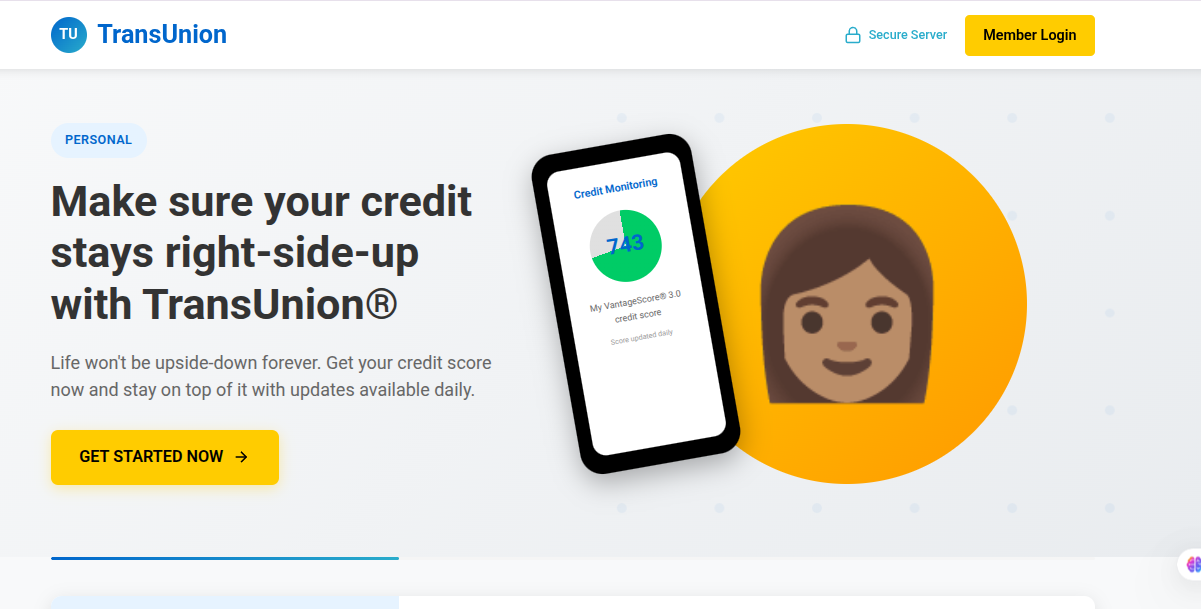 TU TransUnion
Secure Server
Member Login
PERSONAL
Make sure your credit
stays right-side-up
with TransUnion®
Life won't be upside-down forever. Get your credit score
now and stay on top of it with updates available daily.
GET STARTED NOW →
Credit Monitoring
743
My VantageScore® 3.0
credit score
Score updated daily